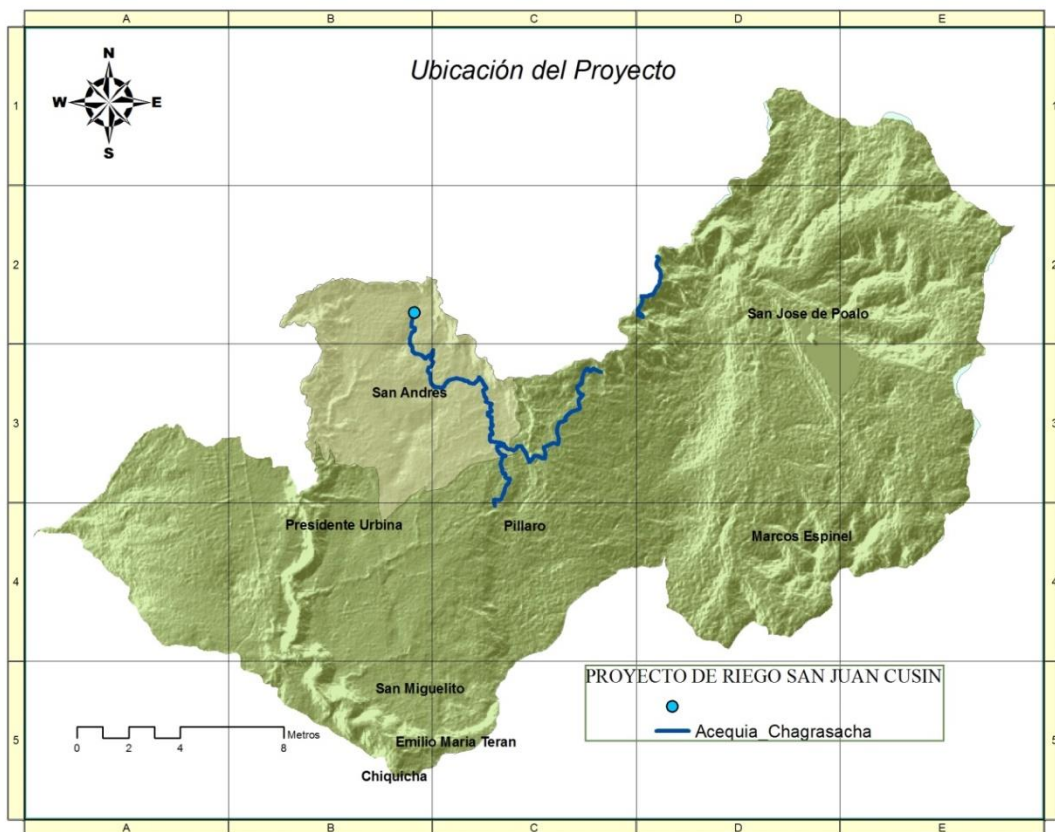 A B C D E
Ubicación del Proyecto
N
W E
S
1 1
2 2
San Jose de Poalo
San Andres
3 3
Presidente Urbina
Pillaro
Marcos Espinel
4 4
PROYECTO DE RIEGO SAN JUAN CUSIN
San Miguelito
Acequia_Chagrasacha
Metros
0 2 4 8
Emilio Maria Teran
5 5
Chiquicha
A B C D E